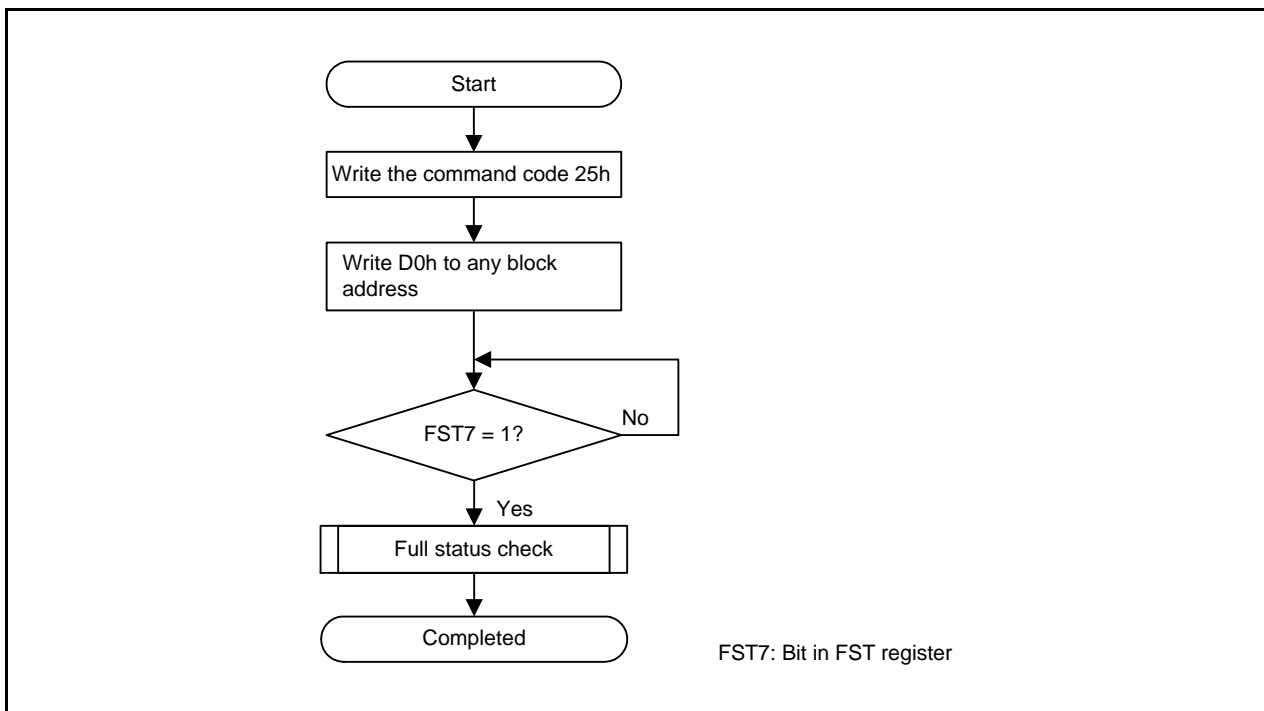 Start
Write the command code 25h
Write D0h to any block
address
No
FST7 = 1?
Yes
Full status check
Completed
FST7: Bit in FST register